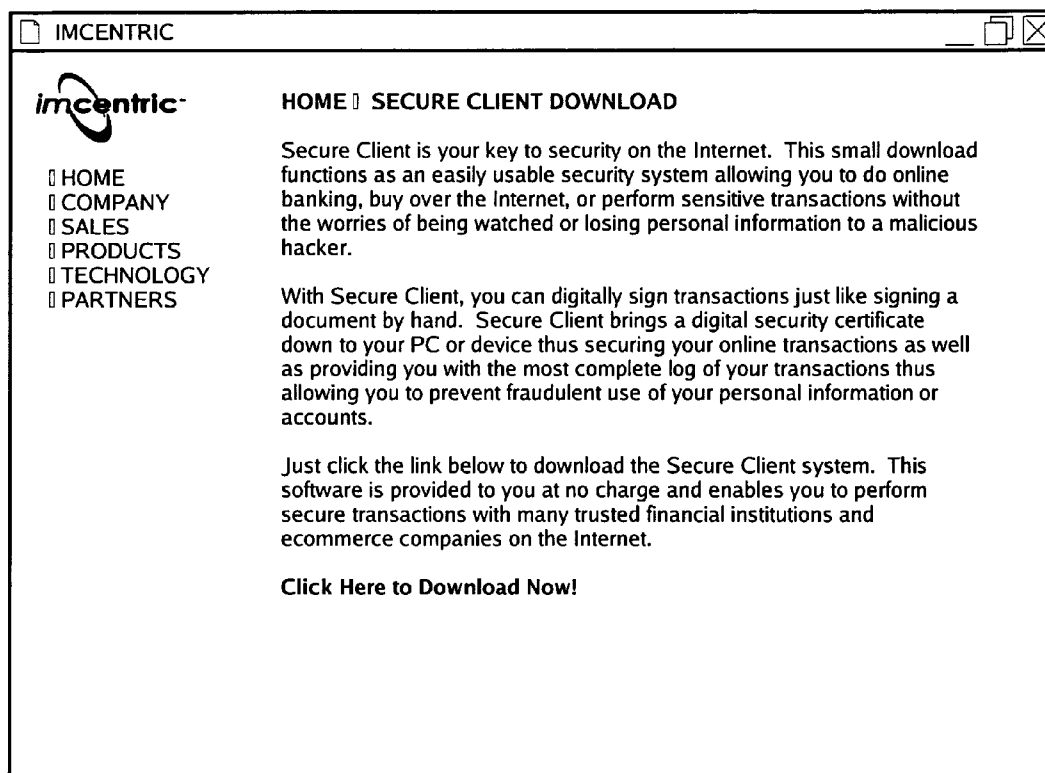 IMCENTRIC
imcentric
HOME ▯ SECURE CLIENT DOWNLOAD
▯ HOME
▯ COMPANY
▯ SALES
▯ PRODUCTS
▯ TECHNOLOGY
▯ PARTNERS
Secure Client is your key to security on the Internet. This small download
functions as an easily usable security system allowing you to do online
banking, buy over the Internet, or perform sensitive transactions without
the worries of being watched or losing personal information to a malicious
hacker.
With Secure Client, you can digitally sign transactions just like signing a
document by hand. Secure Client brings a digital security certificate
down to your PC or device thus securing your online transactions as well
as providing you with the most complete log of your transactions thus
allowing you to prevent fraudulent use of your personal information or
accounts.
Just click the link below to download the Secure Client system. This
software is provided to you at no charge and enables you to perform
secure transactions with many trusted financial institutions and
ecommerce companies on the Internet.
Click Here to Download Now!